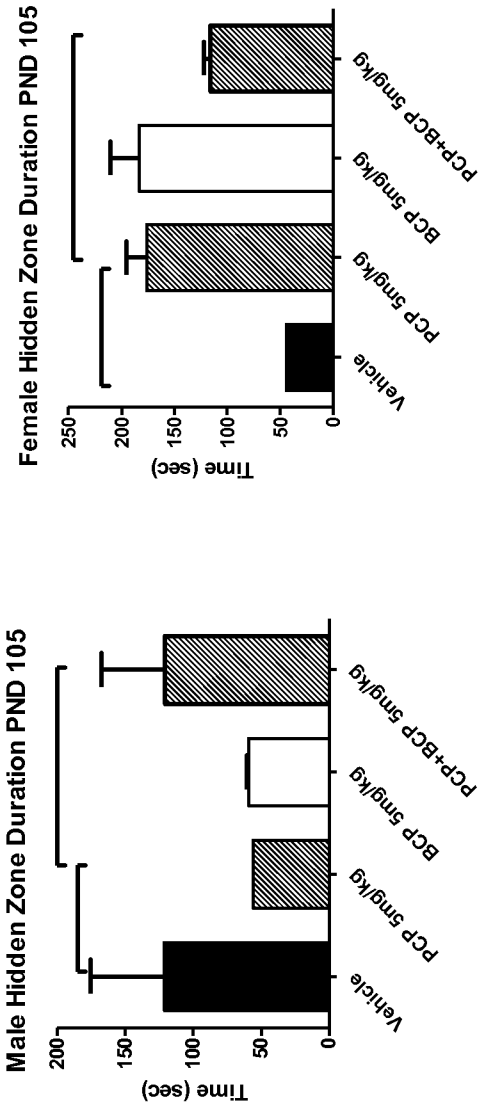 Male Hidden Zone Duration PND 105
Time (sec)
200
150
100
50
0
Vehicle
PCP 5mg/kg
BCP 5mg/kg
PCP+BCP 5mg/kg
Female Hidden Zone Duration PND 105
Time (sec)
250
200
150
100
50
0
Vehicle
PCP 5mg/kg
BCP 5mg/kg
PCP+BCP 5mg/kg